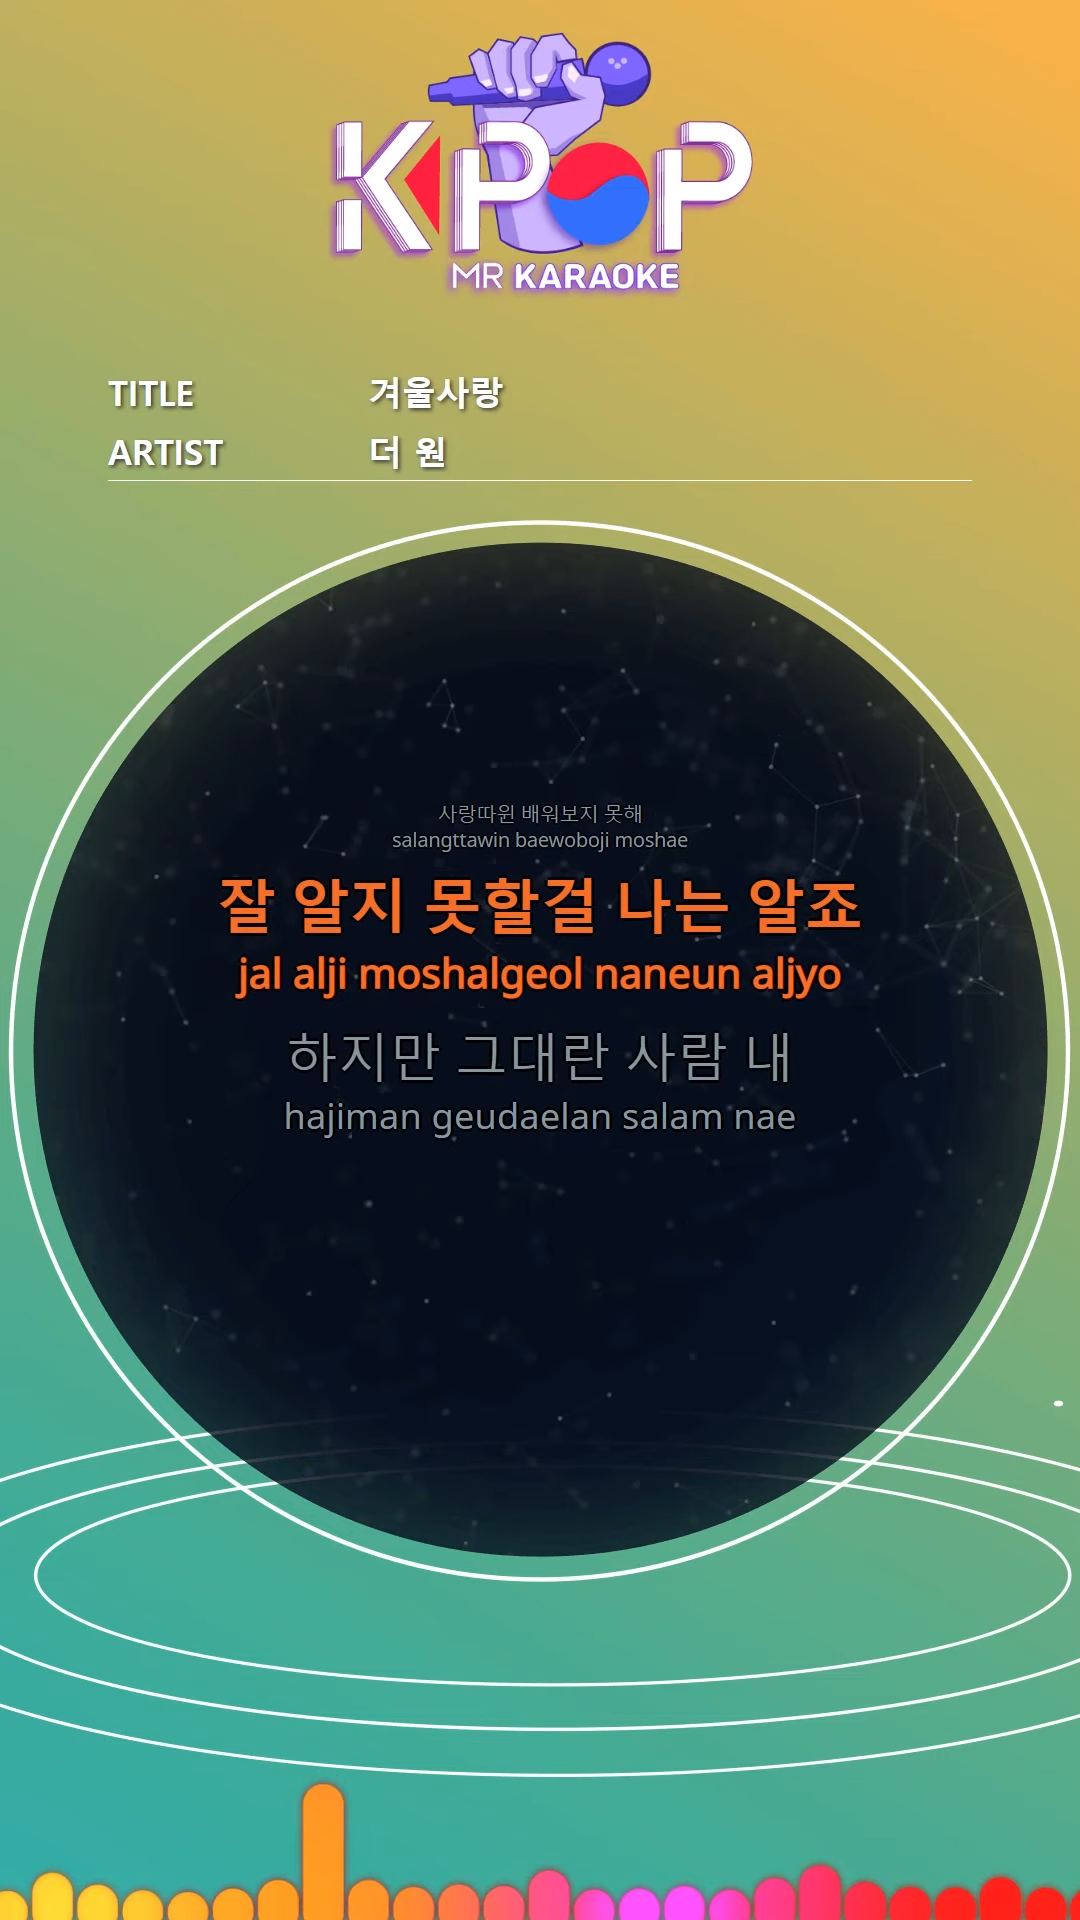 KPOP
MR KARAOKE
TITLE 겨울사랑
ARTIST 더 원
사랑따윈 배워보지 못해
salangttawin baewoboji moshae
잘 알지 못할걸 나는 알죠
jal alji moshalgeol naneun aljyo
하지만 그대란 사람 내
hajiman geudaelan salam nae